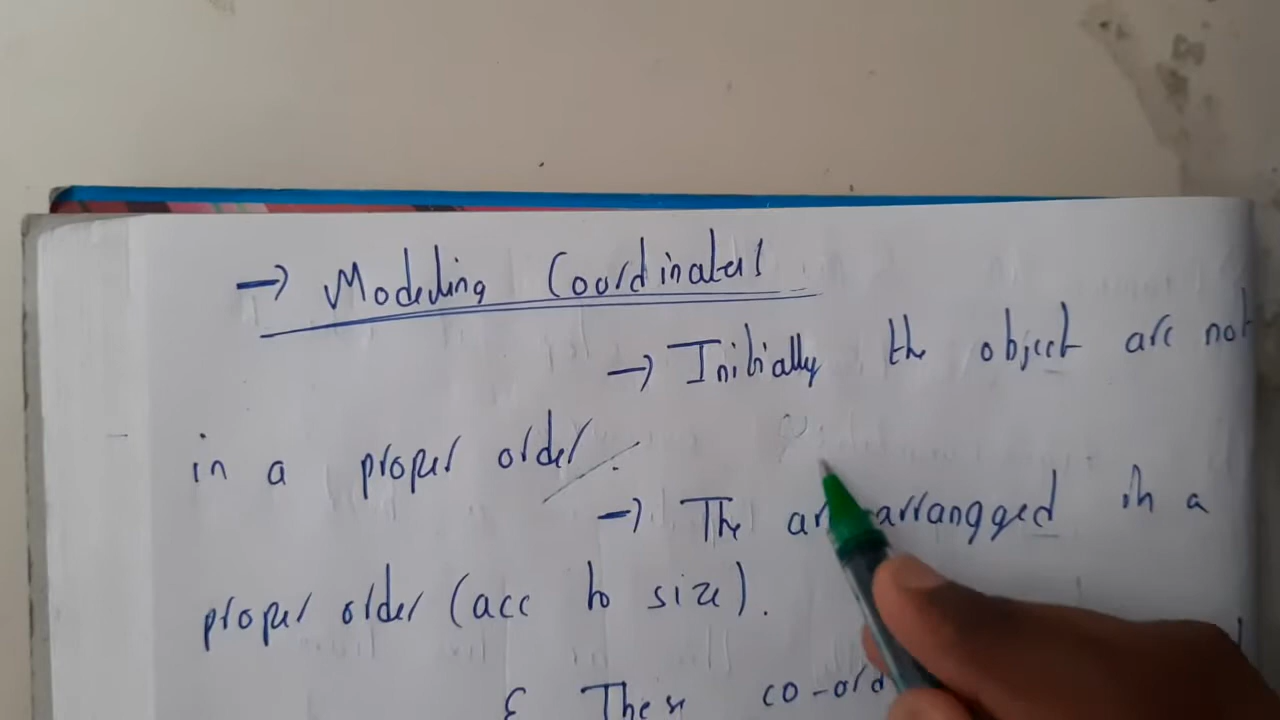 → Modeling Coordinates
→ Initially the object are not
in a proper order.
→ The are arrangged in a
proper order (acc to size).
& These co-ord